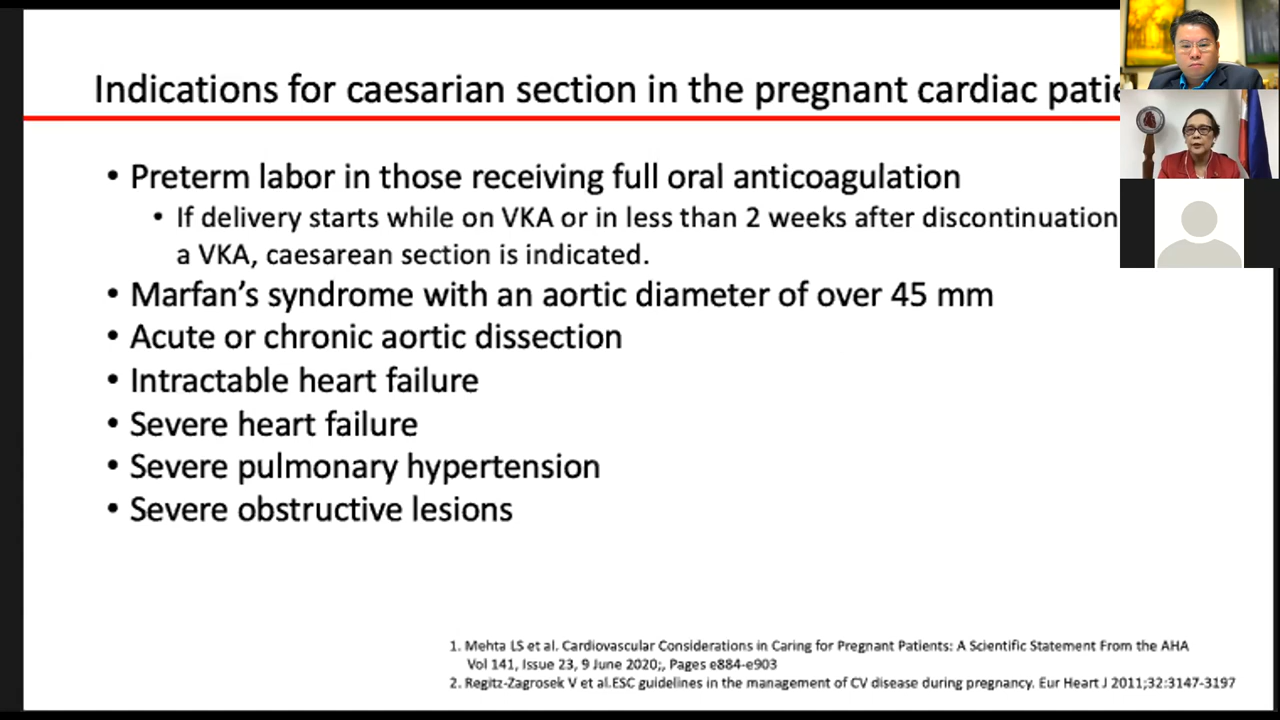 Indications for caesarian section in the pregnant cardiac
• Preterm labor in those receiving full oral anticoagulation
• If delivery starts while on VKA or in less than 2 weeks after discontinuation
a VKA, caesarean section is indicated.
• Marfan’s syndrome with an aortic diameter of over 45 mm
• Acute or chronic aortic dissection
• Intractable heart failure
• Severe heart failure
• Severe pulmonary hypertension
• Severe obstructive lesions
1. Mehta LS et al. Cardiovascular Considerations in Caring for Pregnant Patients: A Scientific Statement From the AHA
Vol 141, Issue 23, 9 June 2020;, Pages e884-e903
2. Regitz-Zagrosek V et al.ESC guidelines in the management of CV disease during pregnancy. Eur Heart J 2011;32:3147-3197